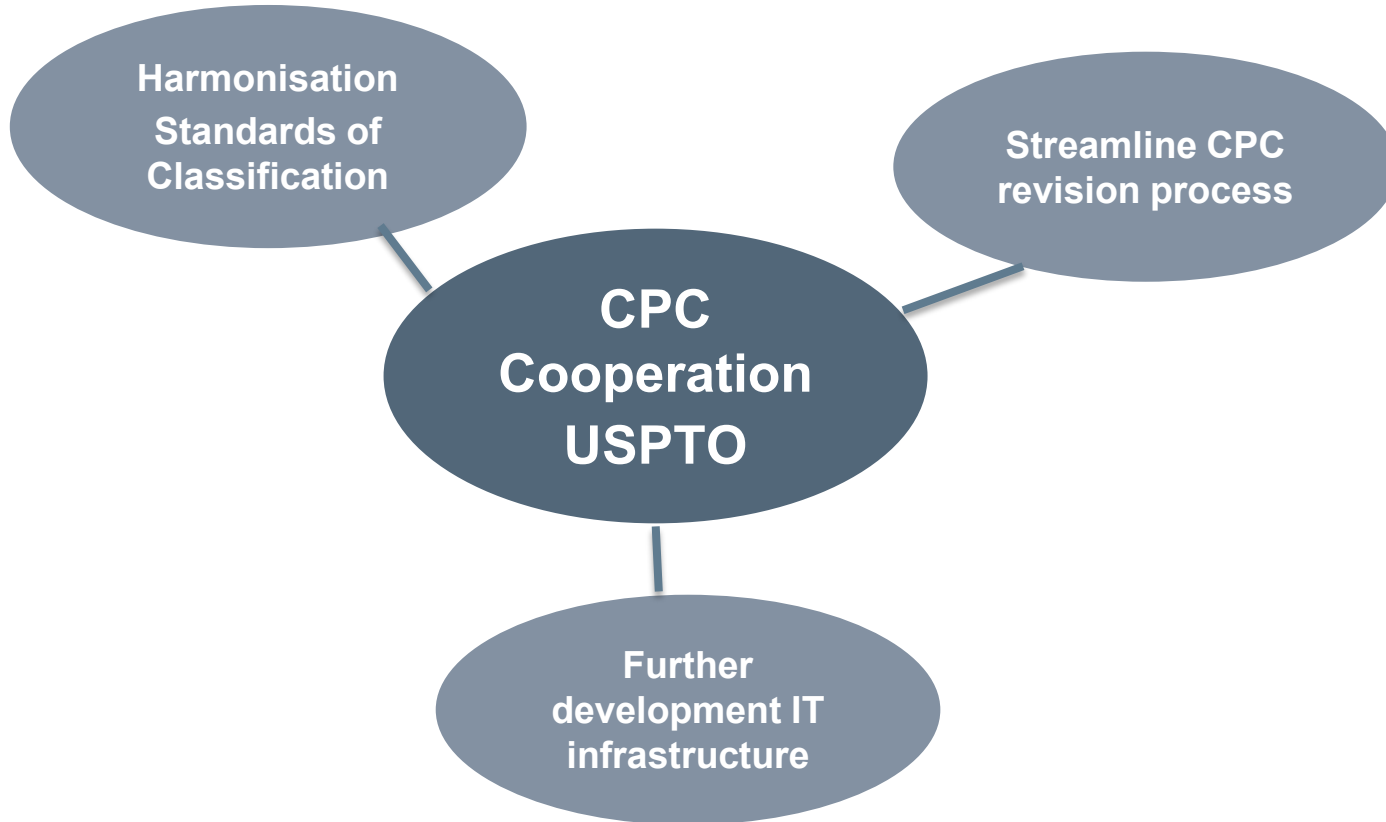 Harmonisation
Standards of
Classification
Streamline CPC
revision process
CPC
Cooperation
USPTO
Further
development IT
infrastructure